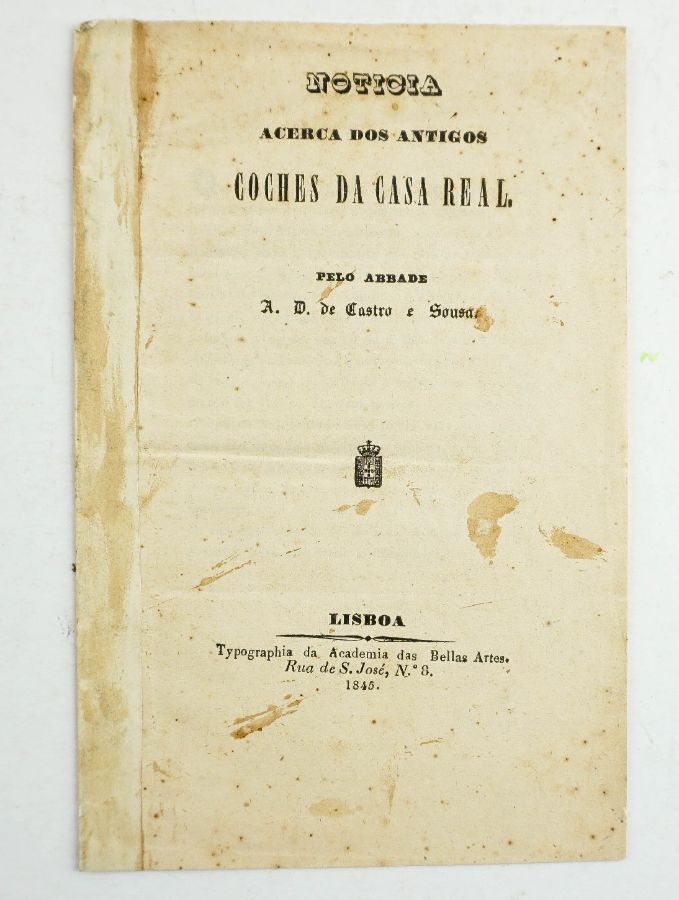 NOTICIA
ACERCA DOS ANTIGOS
COCHES DA CASA REAL.
PELO ABBADE
A. D. de Castro e Sousa.
LISBOA
Typographia da Academia das Bellas Artes.
Rua de S. José, N.º 8.
1845.